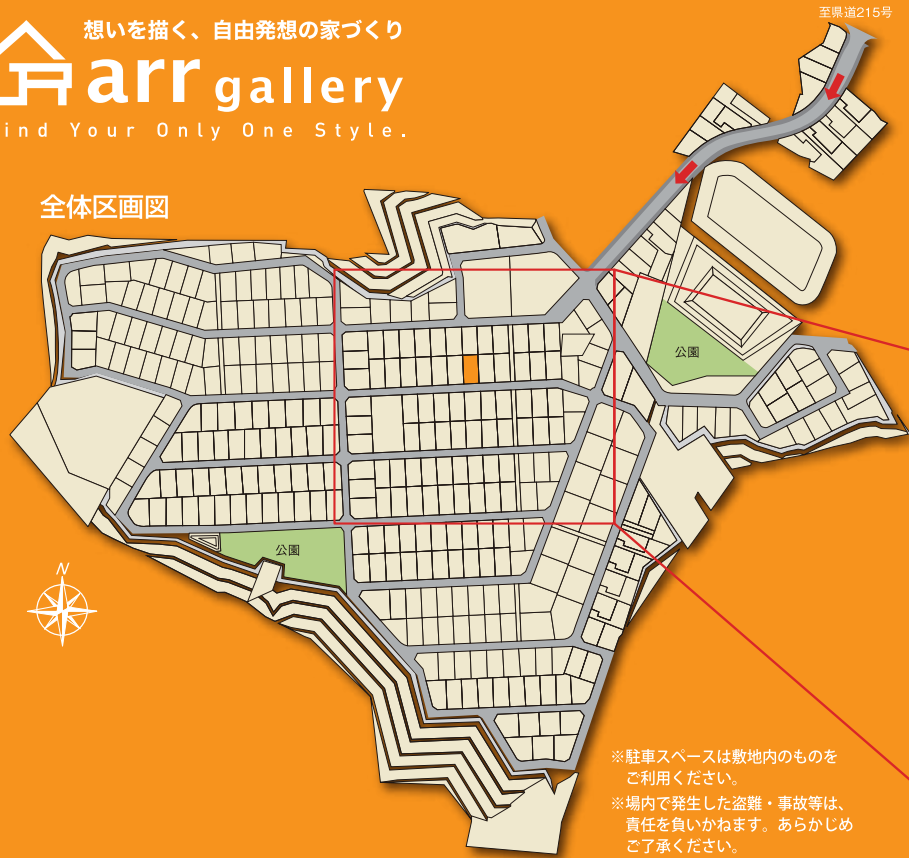 至県道215号
想いを描く、自由発想の家づくり
arr gallery
ind Your Only One Style.
全体区画図
公園
公園
N
※駐車スペースは敷地内のものを
ご利用ください。
※場内で発生した盗難・事故等は、
責任を負いかねます。あらかじめ
ご了承ください。